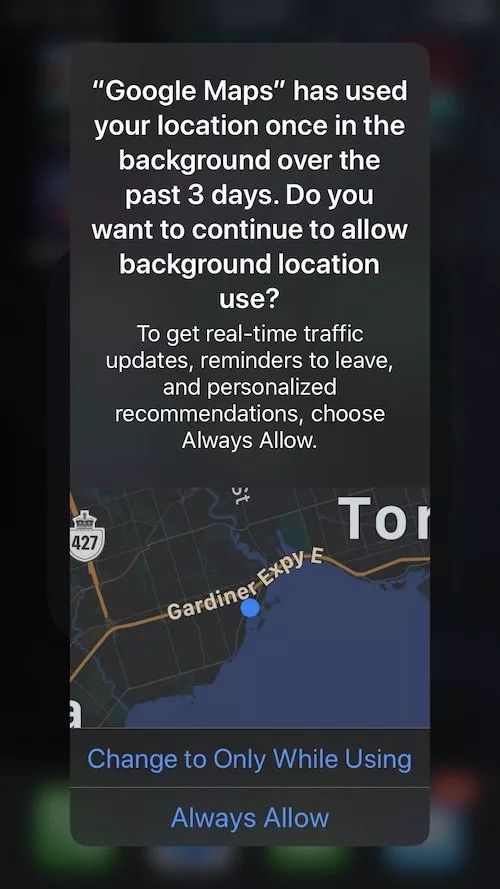 “Google Maps” has used
your location once in the
background over the
past 3 days. Do you
want to continue to allow
background location
use?
To get real-time traffic
updates, reminders to leave,
and personalized
recommendations, choose
Always Allow.
St
Tor
427
Gardiner Expy E
a
Change to Only While Using
Always Allow